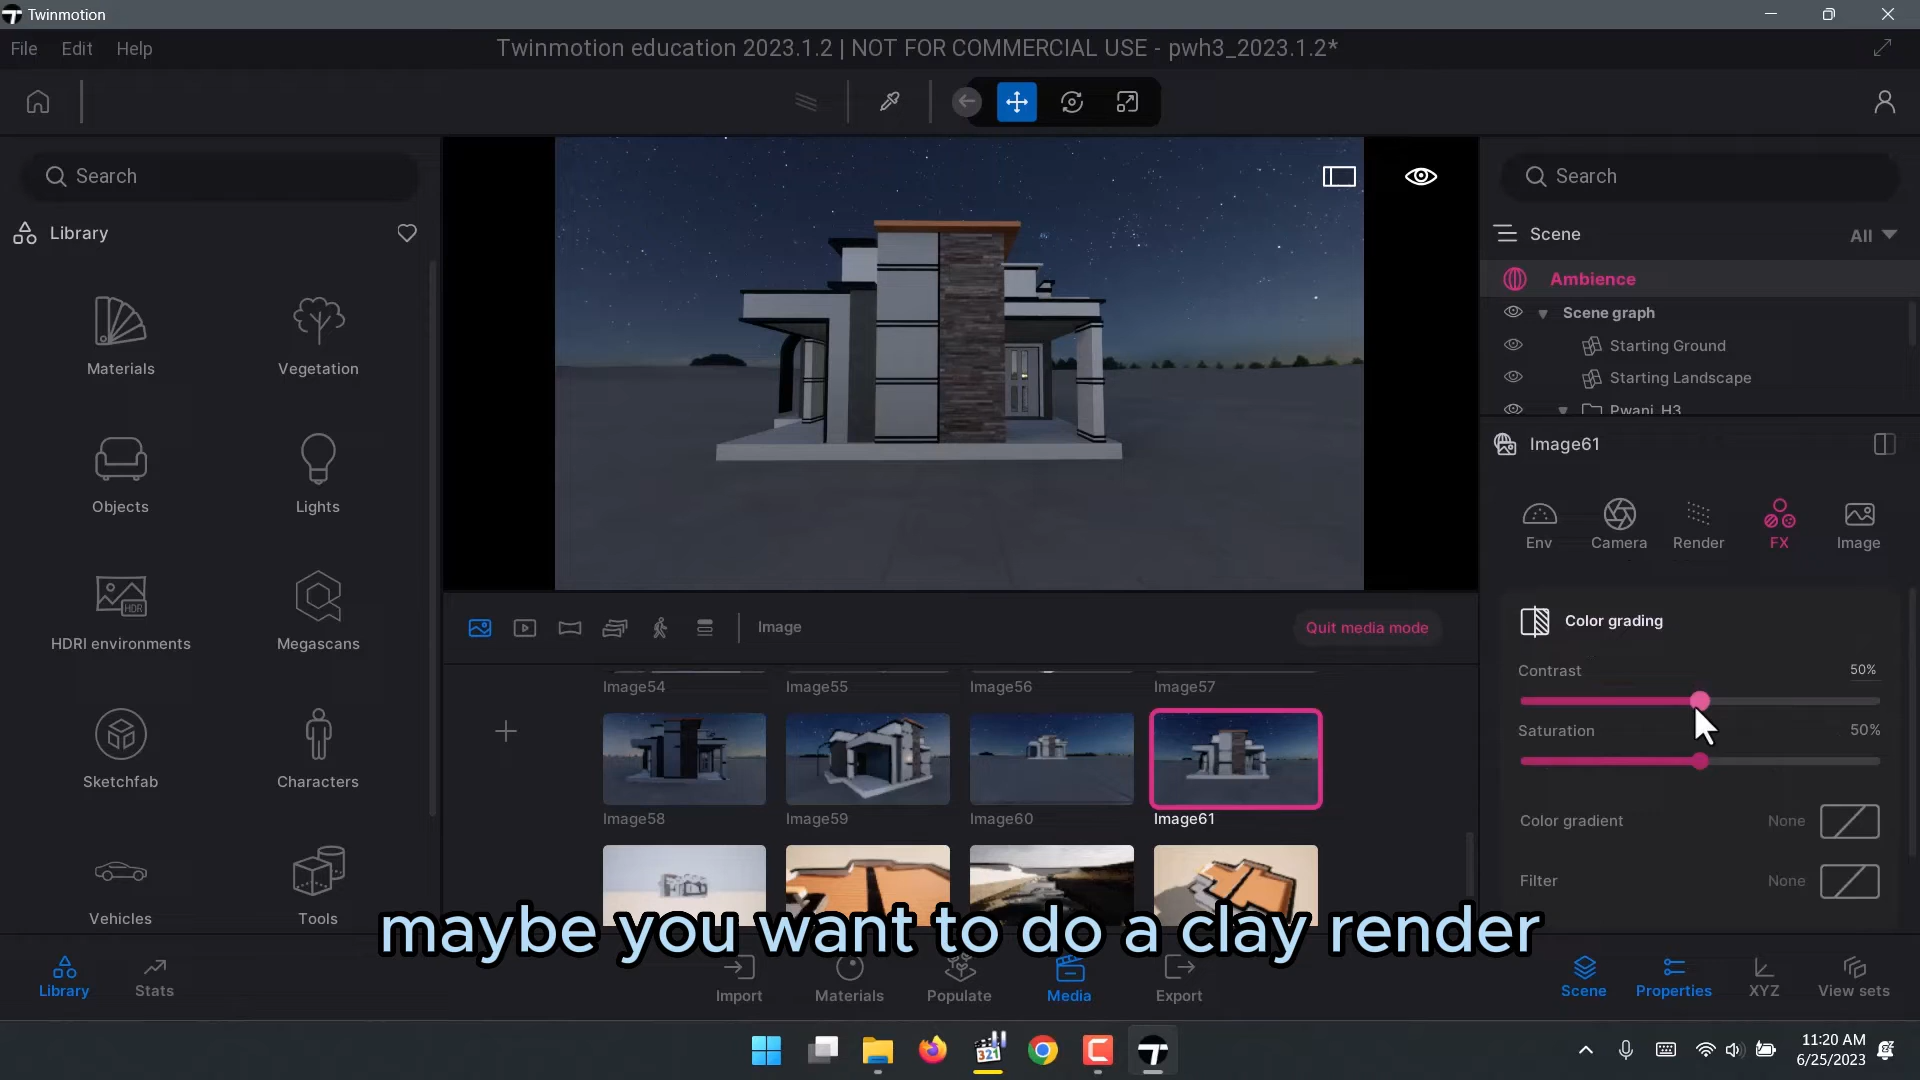 Twinmotion
File Edit Help
Twinmotion education 2023.1.2 | NOT FOR COMMERCIAL USE - pwh3_2023.1.2*
Search
Library
Materials
Vegetation
Objects
Lights
HDR
HDRI environments
Megascans
Sketchfab
Characters
Vehicles
Tools
Image
Quit media mode
Image54 Image55 Image56 Image57
Image58 Image59 Image60 Image61
Search
Scene All
Ambience
Scene graph
Starting Ground
Starting Landscape
Pwani_H3
Image61
Env Camera Render FX Image
Color grading
Contrast 50%
Saturation 50%
Color gradient None
Filter None
maybe you want to do a clay render
Library Stats Import Materials Populate Media Export Scene Properties XYZ View sets
321
11:20 AM
6/25/2023